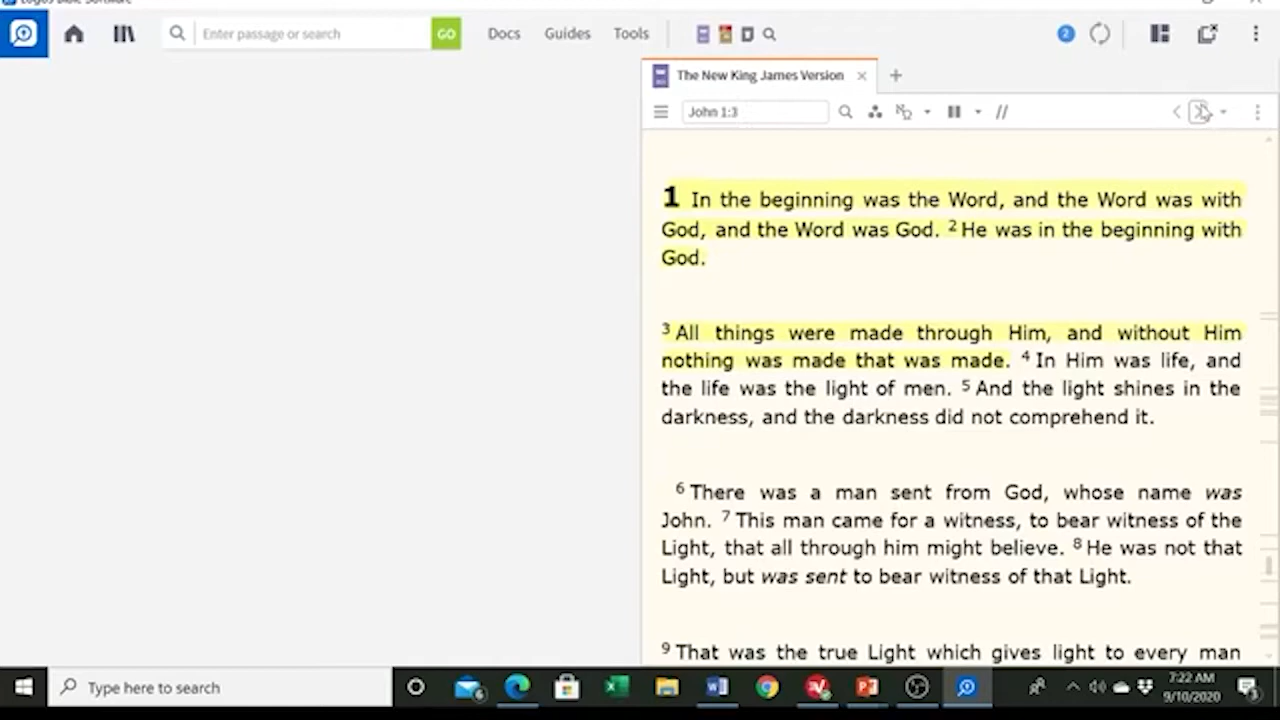 Logos Bible Software
Enter passage or search
GO
Docs
Guides
Tools
2
The New King James Version
John 1:3
1 In the beginning was the Word, and the Word was with
God, and the Word was God. 2 He was in the beginning with
God.
3 All things were made through Him, and without Him
nothing was made that was made. 4 In Him was life, and
the life was the light of men. 5 And the light shines in the
darkness, and the darkness did not comprehend it.
6 There was a man sent from God, whose name was
John. 7 This man came for a witness, to bear witness of the
Light, that all through him might believe. 8 He was not that
Light, but was sent to bear witness of that Light.
9 That was the true Light which gives light to every man
Type here to search
7:22 AM
9/10/2020